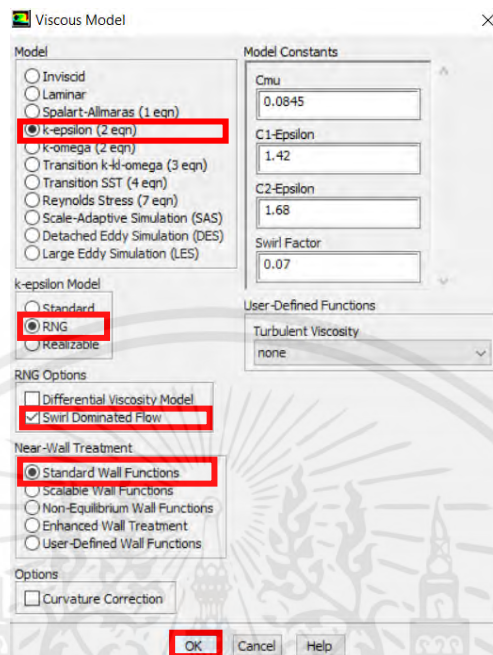 Viscous Model
Model
Inviscid
Laminar
Spalart-Allmaras (1 eqn)
k-epsilon (2 eqn)
k-omega (2 eqn)
Transition k-kl-omega (3 eqn)
Transition SST (4 eqn)
Reynolds Stress (7 eqn)
Scale-Adaptive Simulation (SAS)
Detached Eddy Simulation (DES)
Large Eddy Simulation (LES)
k-epsilon Model
Standard
RNG
Realizable
RNG Options
Differential Viscosity Model
Swirl Dominated Flow
Near-Wall Treatment
Standard Wall Functions
Scalable Wall Functions
Non-Equilibrium Wall Functions
Enhanced Wall Treatment
User-Defined Wall Functions
Options
Curvature Correction
Model Constants
Cmu
0.0845
C1-Epsilon
1.42
C2-Epsilon
1.68
Swirl Factor
0.07
User-Defined Functions
Turbulent Viscosity
none
OK Cancel Help